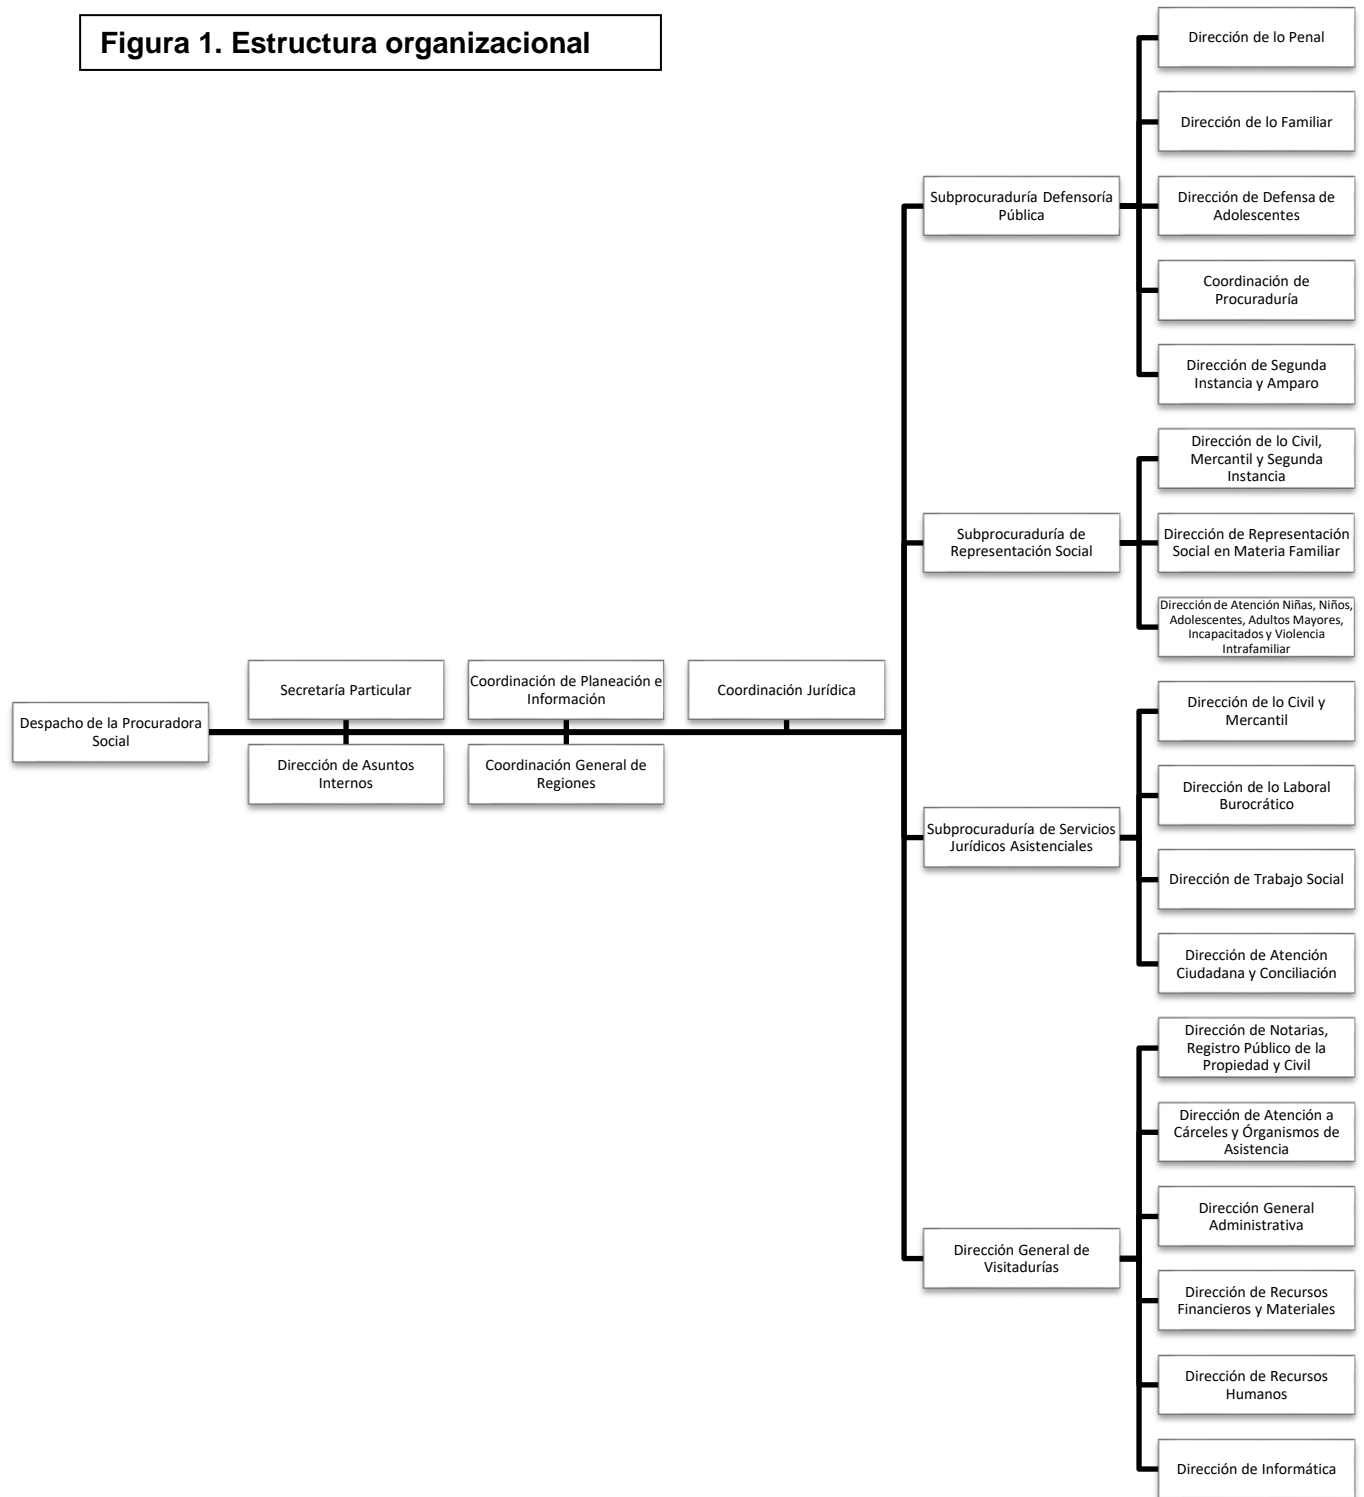 Figura 1. Estructura organizacional
Despacho de la Procuradora
Social
Secretaría Particular
Dirección de Asuntos
Internos
Coordinación de Planeación e
Información
Coordinación General de
Regiones
Coordinación Jurídica
Subprocuraduría Defensoría
Pública
Dirección de lo Penal
Dirección de lo Familiar
Dirección de Defensa de
Adolescentes
Coordinación de
Procuraduría
Dirección de Segunda
Instancia y Amparo
Subprocuraduría de
Representación Social
Dirección de lo Civil,
Mercantil y Segunda
Instancia
Dirección de Representación
Social en Materia Familiar
Dirección de Atención Niñas, Niños,
Adolescentes, Adultos Mayores,
Incapacitados y Violencia
Intrafamiliar
Subprocuraduría de Servicios
Jurídicos Asistenciales
Dirección de lo Civil y
Mercantil
Dirección de lo Laboral
Burocrático
Dirección de Trabajo Social
Dirección de Atención
Ciudadana y Conciliación
Dirección General de
Visitadurías
Dirección de Notarias,
Registro Público de la
Propiedad y Civil
Dirección de Atención a
Cárceles y Órganismos de
Asistencia
Dirección General
Administrativa
Dirección de Recursos
Financieros y Materiales
Dirección de Recursos
Humanos
Dirección de Informática